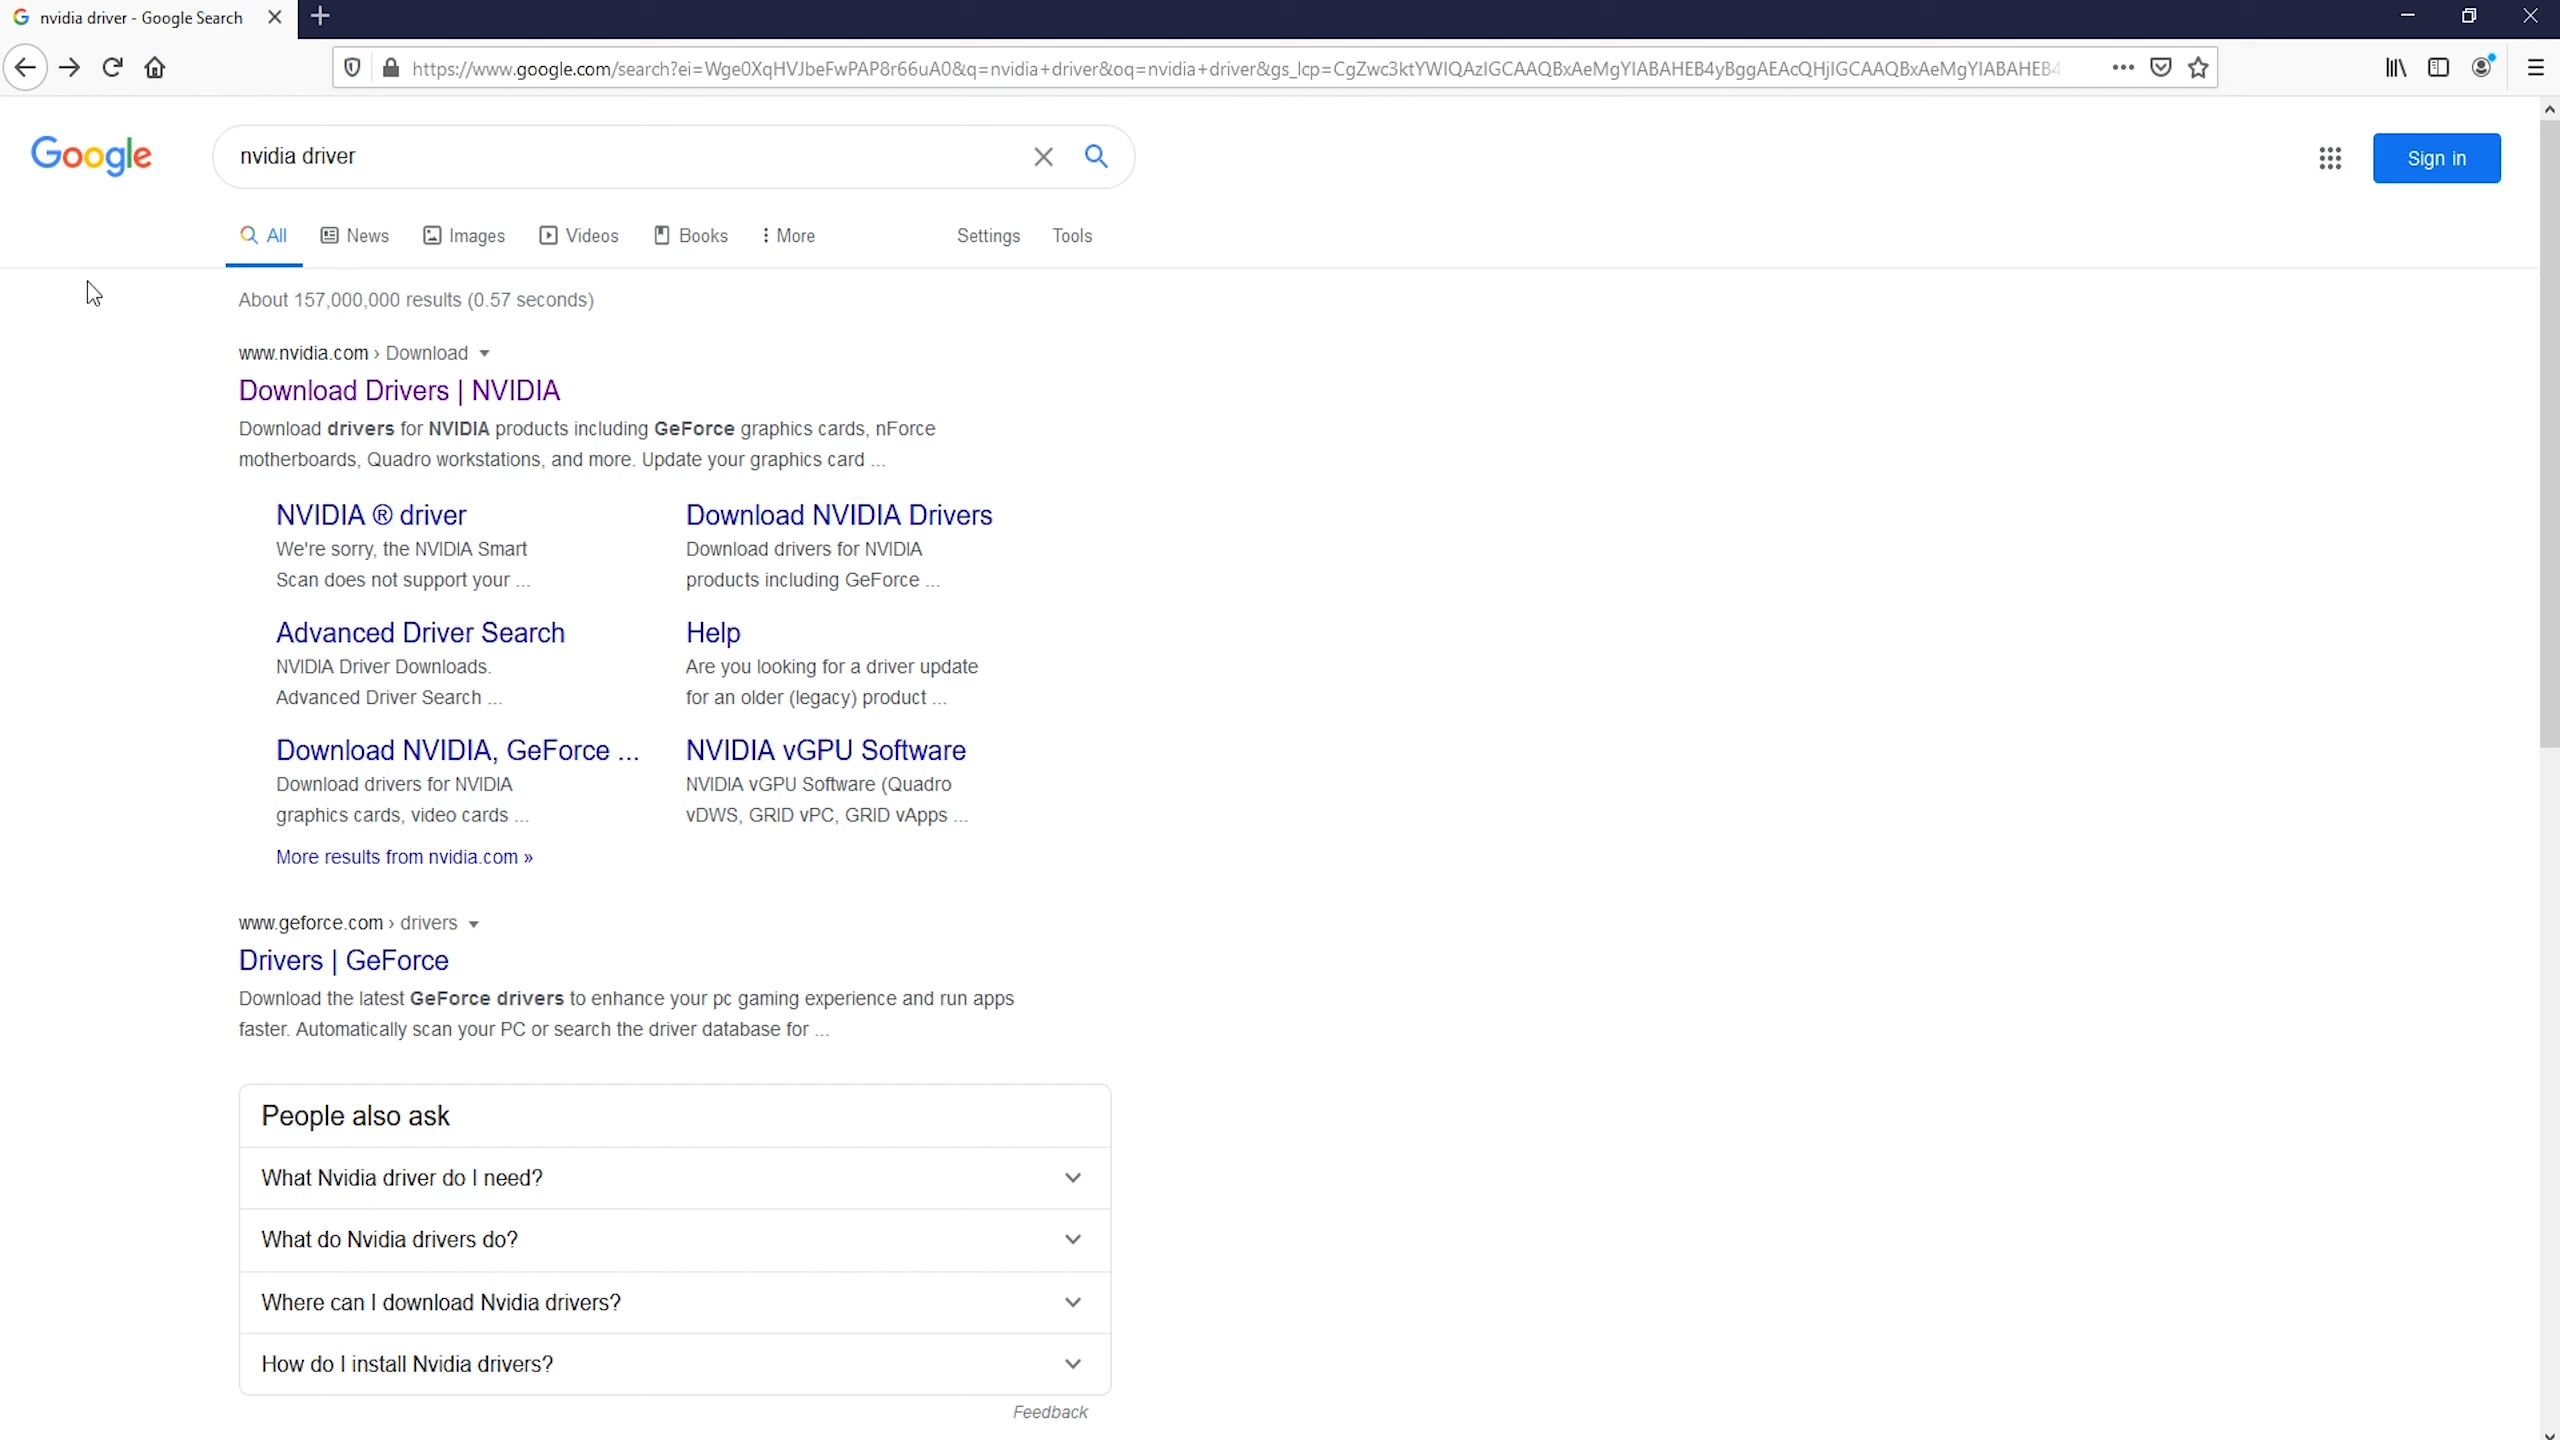 nvidia driver - Google Search
https://www.google.com/search?ei=Wge0XqHVJbeFwPAP8r66uA0&q=nvidia+driver&oq=nvidia+driver&gs_lcp=CgZwc3ktYWIQAzIGCAAQBxAeMgYIABAHEB4yBggAEAcQHjIGCAAQBxAeMgYIABAHEB4
Google
nvidia driver
Sign in
All News Images Videos Books More Settings Tools
About 157,000,000 results (0.57 seconds)
www.nvidia.com › Download
Download Drivers | NVIDIA
Download drivers for NVIDIA products including GeForce graphics cards, nForce
motherboards, Quadro workstations, and more. Update your graphics card ...
NVIDIA ® driver
We're sorry, the NVIDIA Smart
Scan does not support your ...
Download NVIDIA Drivers
Download drivers for NVIDIA
products including GeForce ...
Advanced Driver Search
NVIDIA Driver Downloads.
Advanced Driver Search ...
Help
Are you looking for a driver update
for an older (legacy) product ...
Download NVIDIA, GeForce ...
Download drivers for NVIDIA
graphics cards, video cards ...
NVIDIA vGPU Software
NVIDIA vGPU Software (Quadro
vDWS, GRID vPC, GRID vApps ...
More results from nvidia.com »
www.geforce.com › drivers
Drivers | GeForce
Download the latest GeForce drivers to enhance your pc gaming experience and run apps
faster. Automatically scan your PC or search the driver database for ...
People also ask
What Nvidia driver do I need?
What do Nvidia drivers do?
Where can I download Nvidia drivers?
How do I install Nvidia drivers?
Feedback